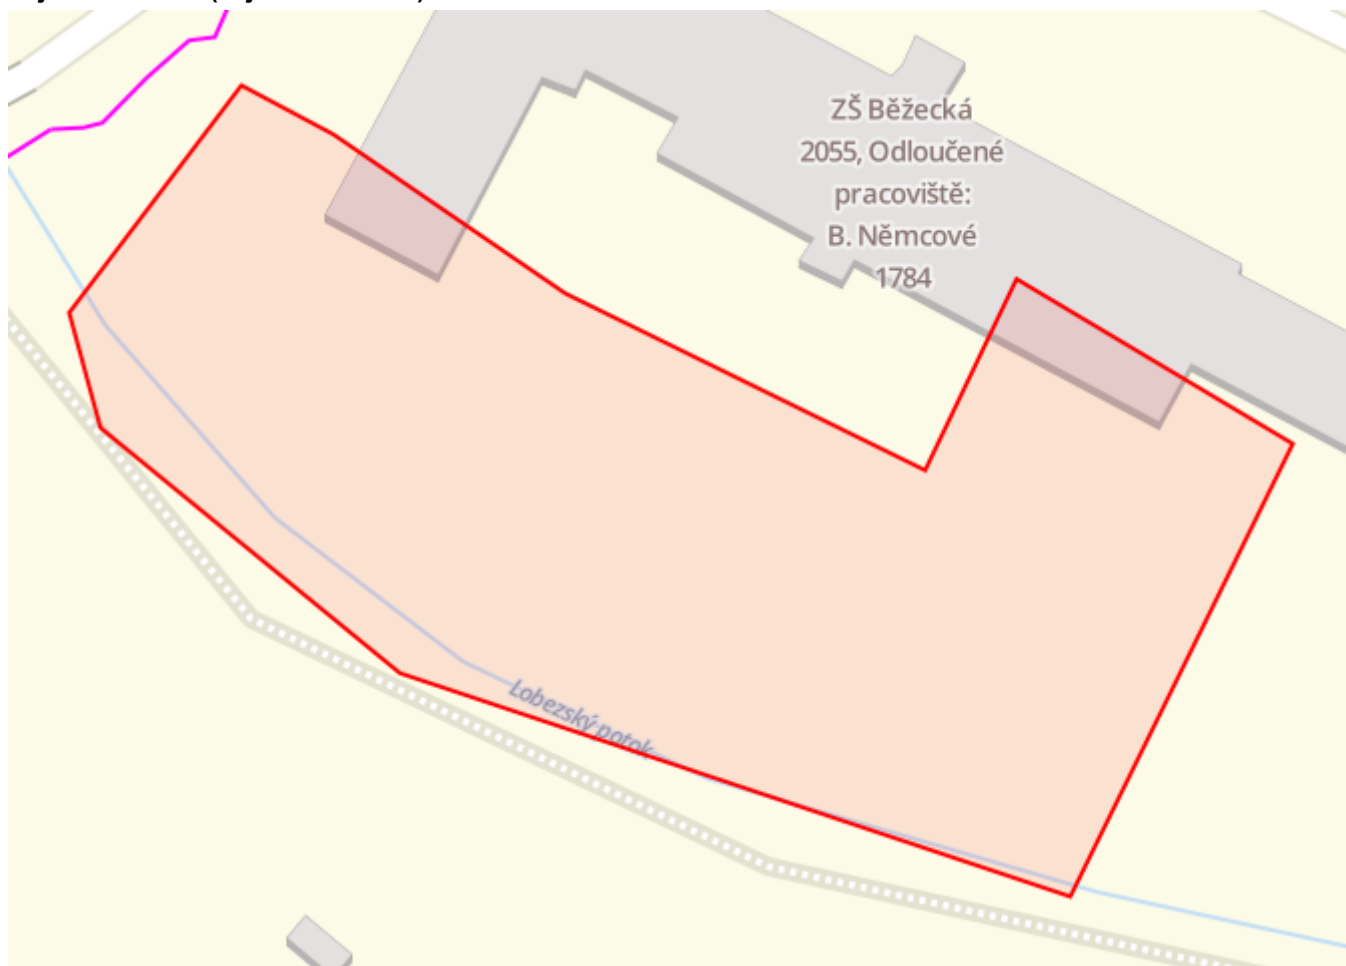 ZŠ Běžecká
2055, Odloučené
pracoviště:
B. Němcové
1784
Lobezský potok